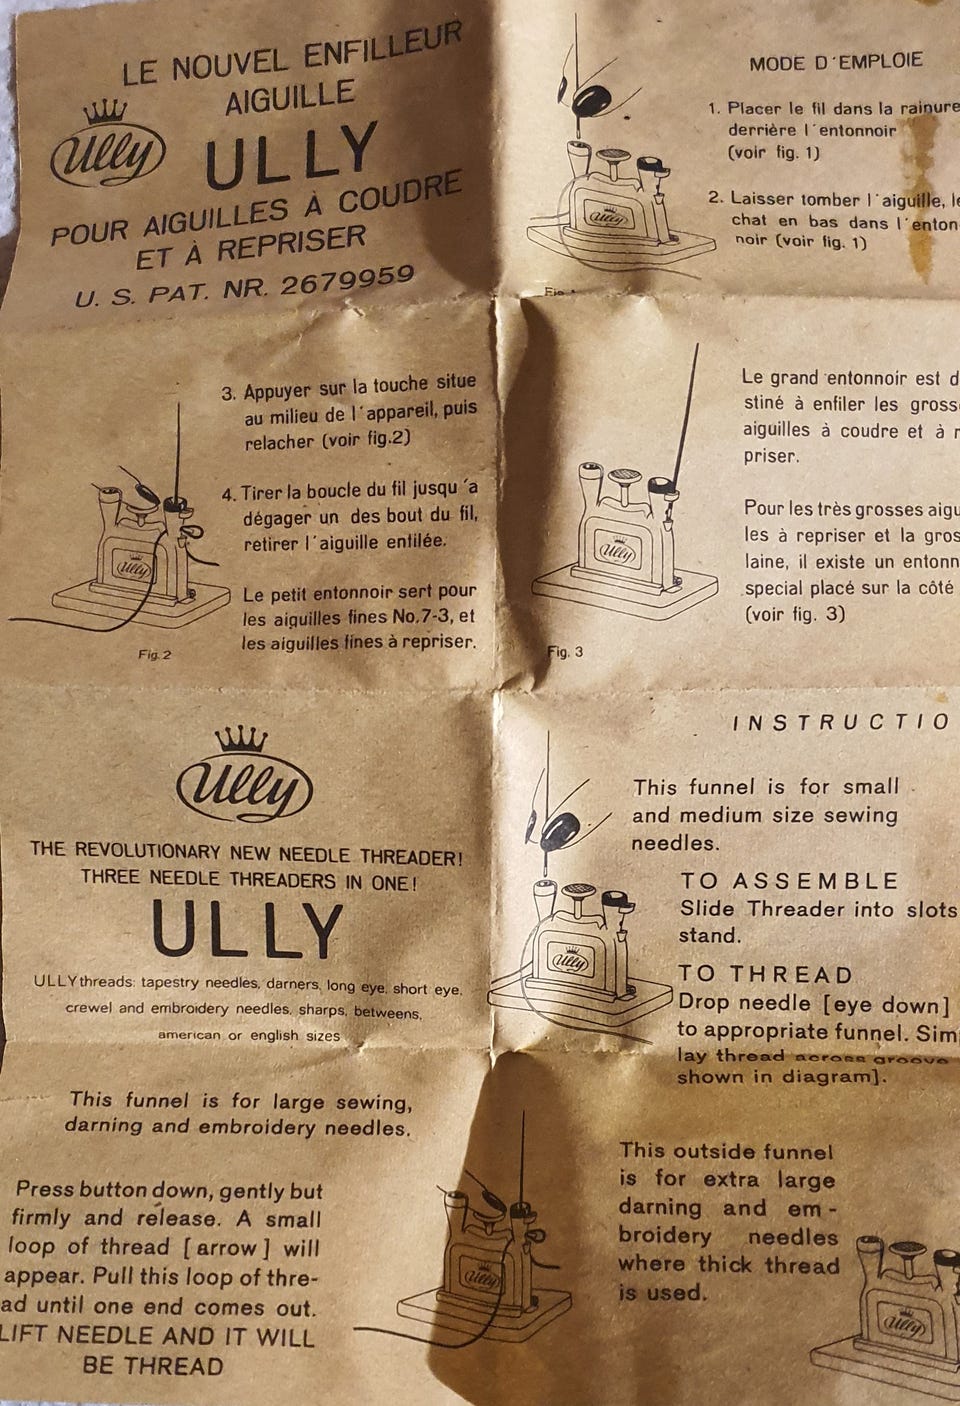 LE NOUVEL ENFILLEUR
AIGUILLE
Ully
ULLY
POUR AIGUILLES À COUDRE
ET À REPRISER
U. S. PAT. NR. 2679959
MODE D'EMPLOIE
1. Placer le fil dans la rainure
derrière l'entonnoir
(voir fig. 1)
2. Laisser tomber l'aiguille, le
chat en bas dans l'enton-
noir (voir fig. 1)
Ully
3. Appuyer sur la touche situe
au milieu de l'appareil, puis
relacher (voir fig.2)
4. Tirer la boucle du fil jusqu'a
dégager un des bout du fil,
retirer l'aiguille enfilée.
Le petit entonnoir sert pour
les aiguilles fines No.7-3, et
les aiguilles fines à repriser.
Ully
Fig. 2
Le grand entonnoir est d
stiné à enfiler les gross
aiguilles à coudre et à r
priser.
Pour les très grosses aigu
les à repriser et la gros
laine, il existe un entonn
special placé sur la côté
(voir fig. 3)
Ully
Fig. 3
Ully
THE REVOLUTIONARY NEW NEEDLE THREADER!
THREE NEEDLE THREADERS IN ONE!
ULLY
ULLY threads: tapestry needles, darners, long eye, short eye,
crewel and embroidery needles, sharps, betweens,
american or english sizes
INSTRUCTIO
This funnel is for small
and medium size sewing
needles.
TO ASSEMBLE
Slide Threader into slots
stand.
TO THREAD
Drop needle [eye down]
to appropriate funnel. Sim
lay thread across groove
shown in diagram].
Ully
This funnel is for large sewing,
darning and embroidery needles.
Press button down, gently but
firmly and release. A small
loop of thread [arrow] will
appear. Pull this loop of thre-
ad until one end comes out.
LIFT NEEDLE AND IT WILL
BE THREAD
Ully
This outside funnel
is for extra large
darning and em-
broidery needles
where thick thread
is used.
Ully